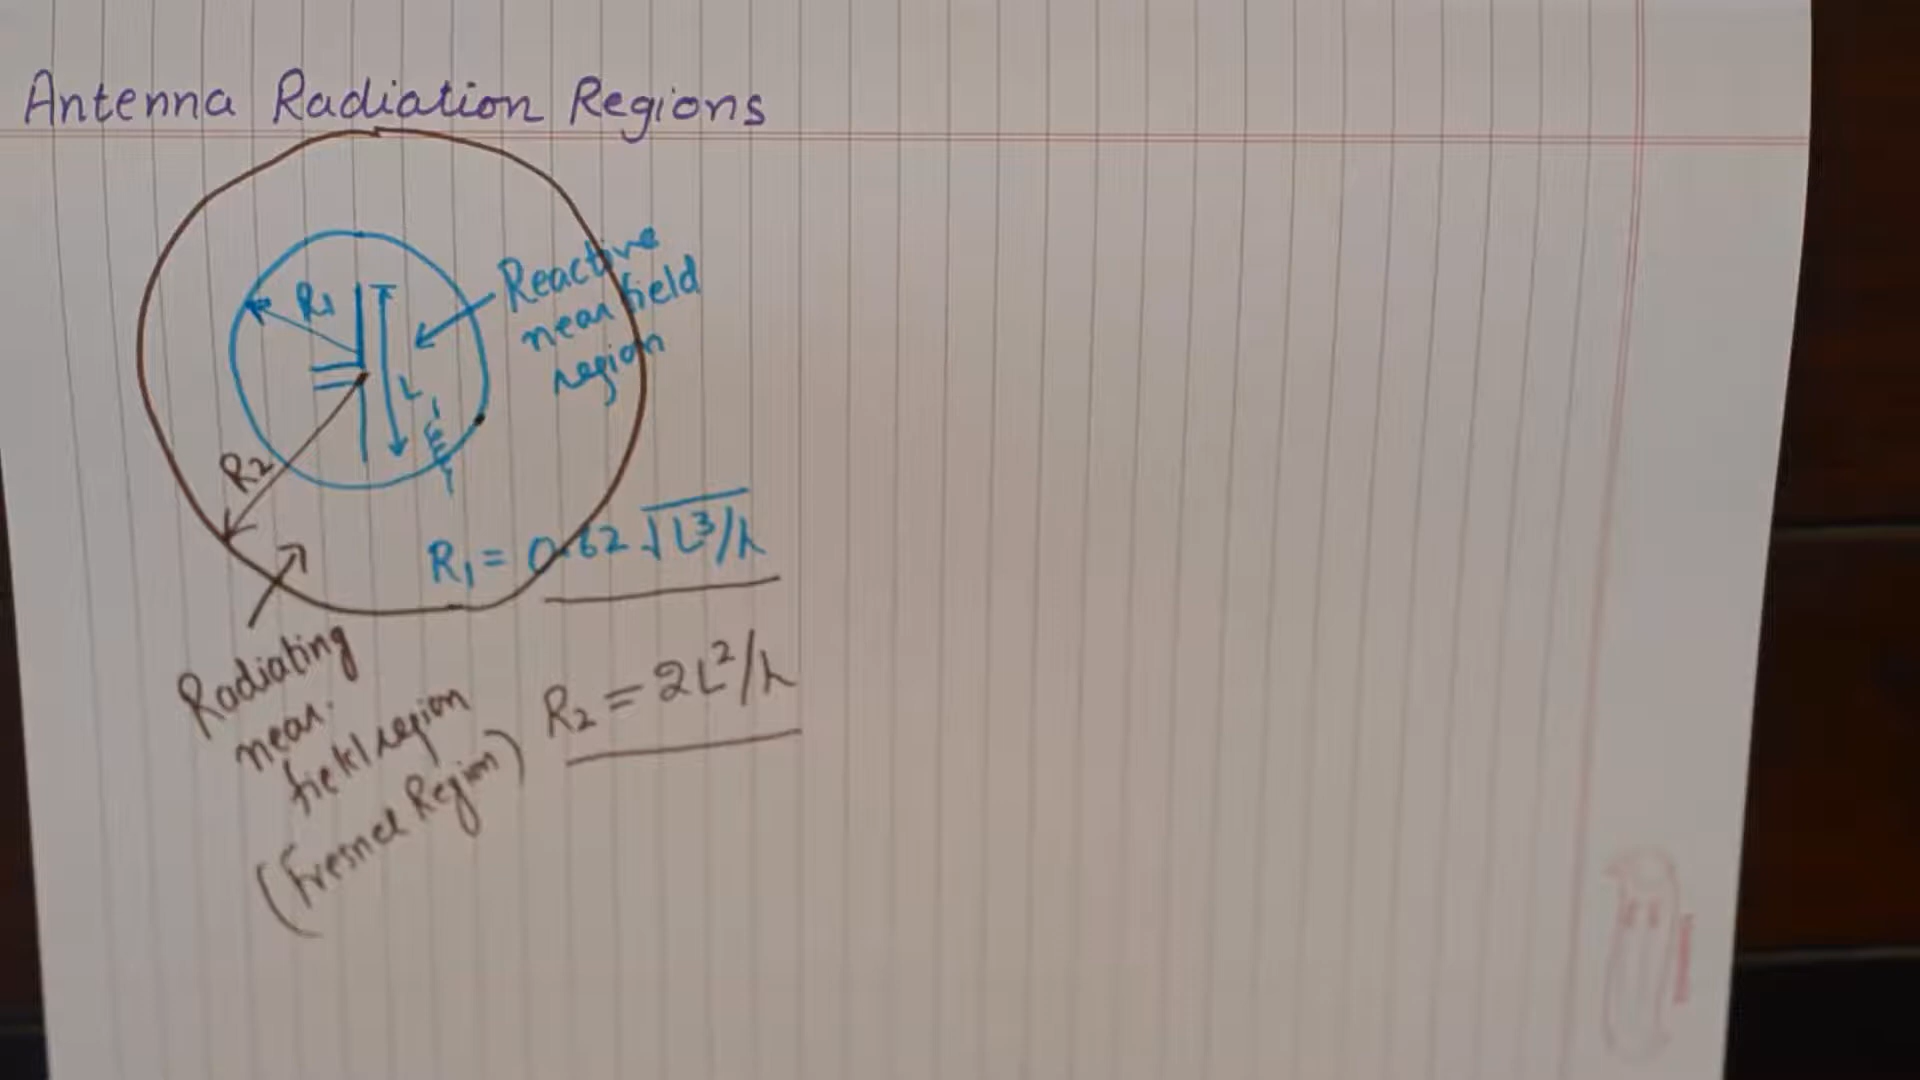 Antenna Radiation Regions
R1
L
Reactive
near field
region
R2
R₁ = 0.62 √L³/λ
Radiating
near
field region
(Fresnel Region)
R₂ = 2L²/λ